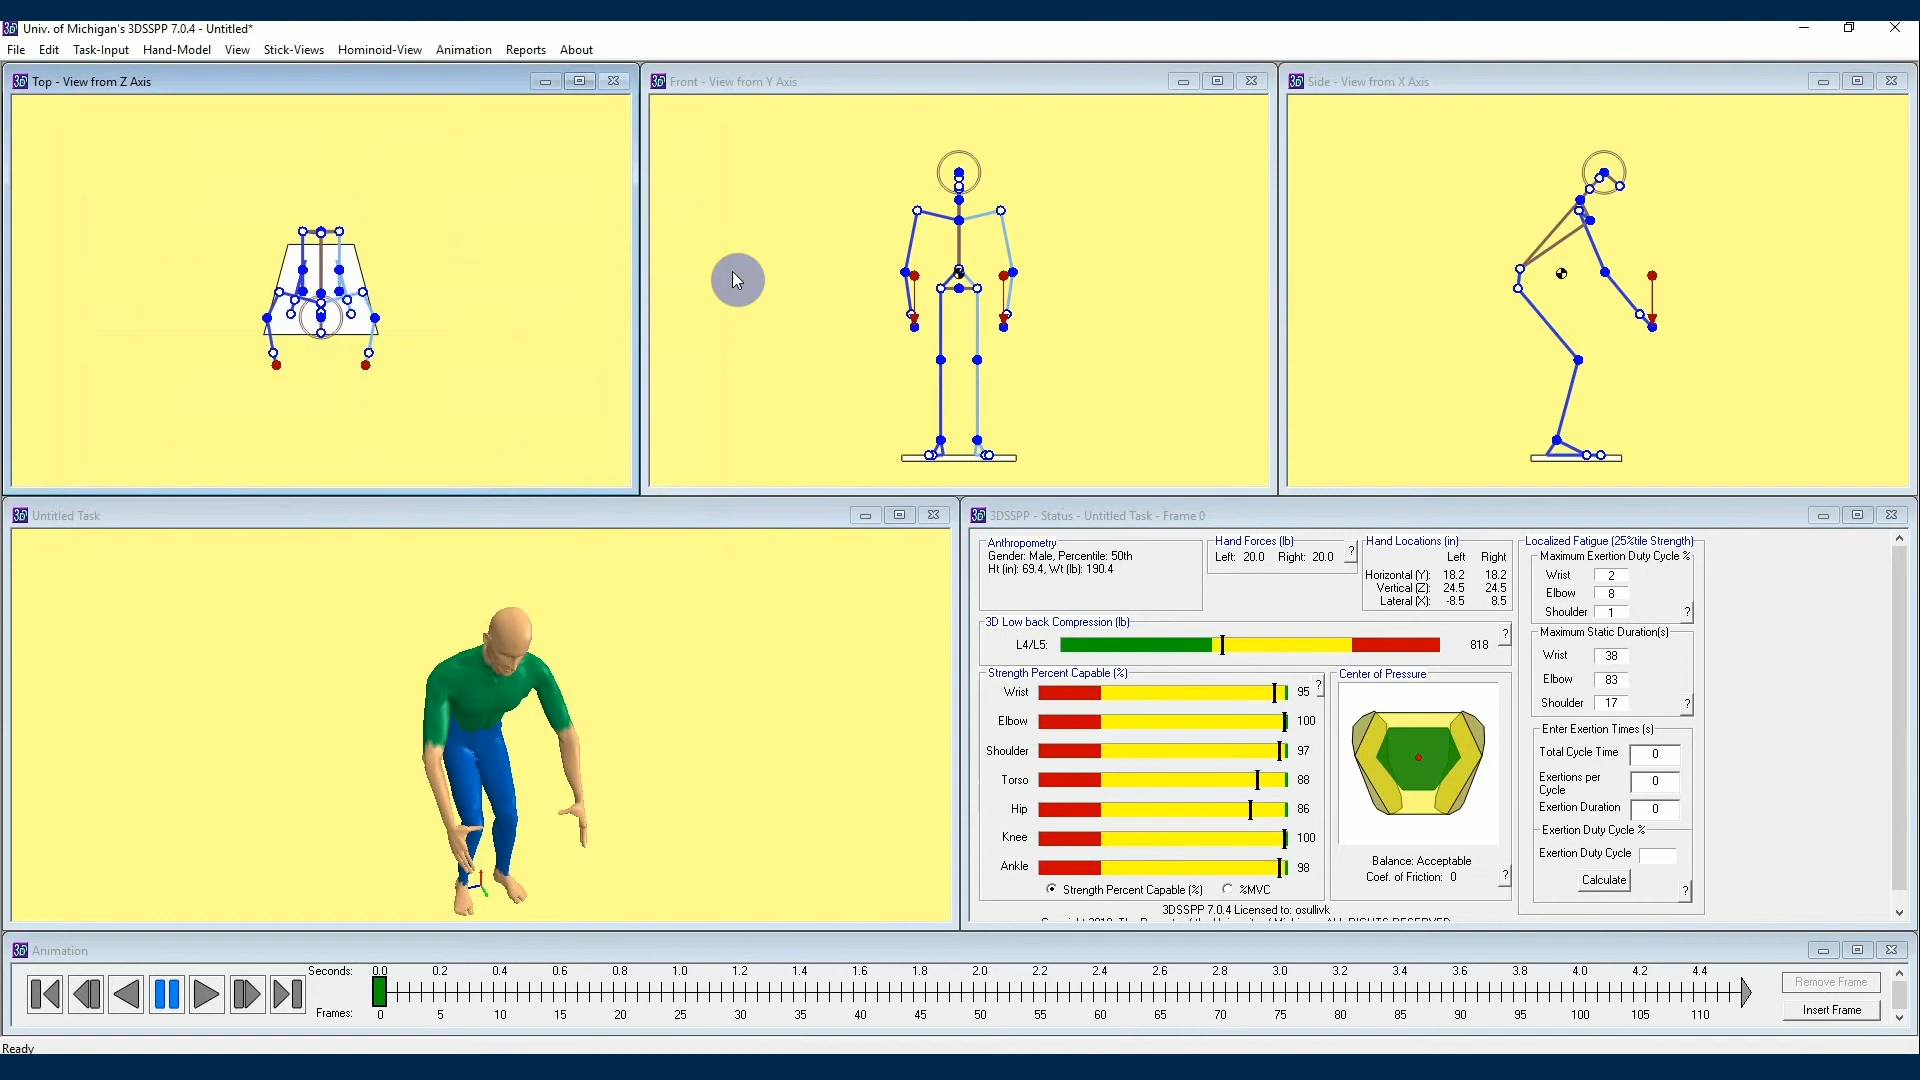 Univ. of Michigan's 3DSSPP 7.0.4 - Untitled*
File Edit Task-Input Hand-Model View Stick-Views Hominoid-View Animation Reports About
Top - View from Z Axis
Front - View from Y Axis
Side - View from X Axis
Untitled Task
3DSSPP - Status - Untitled Task - Frame 0
Anthropometry
Gender: Male, Percentile: 50th
Ht (in): 69.4, Wt (lb): 190.4
Hand Forces (lb)
Left: 20.0 Right: 20.0 ?
Hand Locations (in)
Left Right
Horizontal (Y): 18.2 18.2
Vertical (Z): 24.5 24.5
Lateral (X): -8.5 8.5
3D Low back Compression (lb)
L4/L5: 818 ?
Strength Percent Capable (%)
Wrist 95 ?
Elbow 100
Shoulder 97
Torso 88
Hip 86
Knee 100
Ankle 98
Strength Percent Capable (%) %MVC
Center of Pressure
Balance: Acceptable
Coef. of Friction: 0 ?
3DSSPP 7.0.4 Licensed to: osullivk
Localized Fatigue (25%tile Strength)
Maximum Exertion Duty Cycle %
Wrist 2
Elbow 8
Shoulder 1 ?
Maximum Static Duration(s)
Wrist 38
Elbow 83
Shoulder 17 ?
Enter Exertion Times (s)
Total Cycle Time 0
Exertions per
Cycle 0
Exertion Duration 0
Exertion Duty Cycle %
Exertion Duty Cycle
Calculate ?
Animation
Seconds: 0.0 0.2 0.4 0.6 0.8 1.0 1.2 1.4 1.6 1.8 2.0 2.2 2.4 2.6 2.8 3.0 3.2 3.4 3.6 3.8 4.0 4.2 4.4
Frames: 0 5 10 15 20 25 30 35 40 45 50 55 60 65 70 75 80 85 90 95 100 105 110
Remove Frame
Insert Frame
Ready